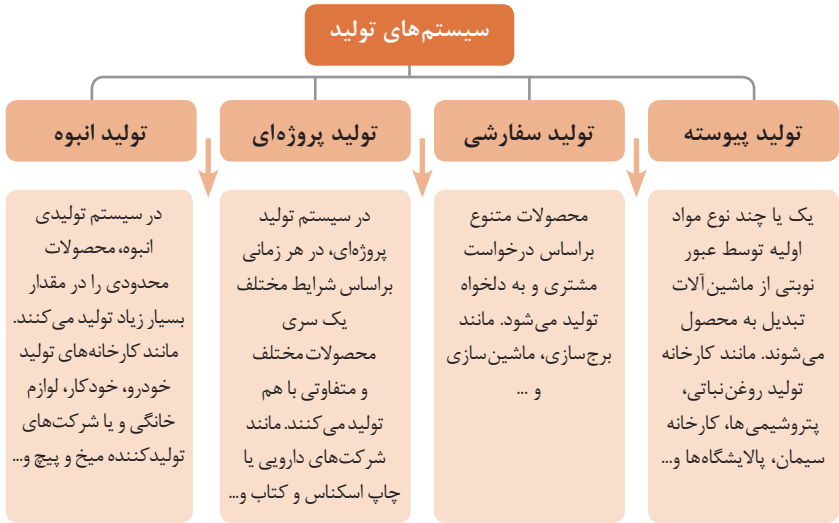 سیستم‌های تولید
تولید پیوسته
یک یا چند نوع مواد
اولیه توسط عبور
نوبتی از ماشین‌آلات
تبدیل به محصول
می‌شوند. مانند کارخانه
تولید روغن‌نباتی،
پتروشیمی‌ها، کارخانه
سیمان، پالایشگاه‌ها و...
تولید سفارشی
محصولات متنوع
براساس درخواست
مشتری و به دلخواه
تولید می‌شود. مانند
برج‌سازی، ماشین‌سازی
و ...
تولید پروژه‌ای
در سیستم تولید
پروژه‌ای، در هر زمانی
براساس شرایط مختلف
یک سری
محصولات مختلف
و متفاوتی با هم
تولید می‌کنند. مانند
شرکت‌های دارویی یا
چاپ اسکناس و کتاب و...
تولید انبوه
در سیستم تولیدی
انبوه، محصولات
محدودی را در مقدار
بسیار زیاد تولید می‌کنند.
مانند کارخانه‌های تولید
خودرو، خودکار، لوازم
خانگی و یا شرکت‌های
تولیدکننده میخ و پیچ و...